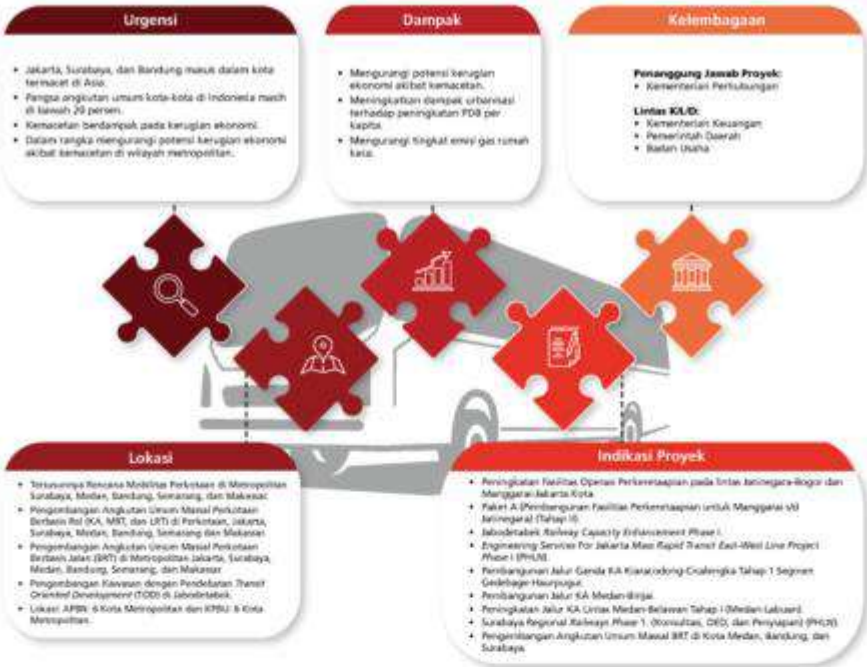 Urgensi
• Jakarta, Surabaya, dan Bandung masuk dalam kota
termacet di Asia.
• Pangsa angkutan umum kota-kota di Indonesia masih
di bawah 20 persen.
• Kemacetan berdampak pada kerugian ekonomi.
• Dalam rangka mengurangi potensi kerugian ekonomi
akibat kemacetan di wilayah metropolitan.
Dampak
• Mengurangi potensi kerugian
ekonomi akibat kemacetan.
• Meningkatkan dampak urbanisasi
terhadap peningkatan PDB per
kapita.
• Mengurangi tingkat emisi gas rumah
kaca.
Kelembagaan
Penanggung Jawab Proyek:
• Kementerian Perhubungan
Lintas K/L/D:
• Kementerian Keuangan
• Pemerintah Daerah
• Badan Usaha
Lokasi
• Tersusunnya Rencana Mobilitas Perkotaan di Metropolitan
Surabaya, Medan, Bandung, Semarang, dan Makassar.
• Pengembangan Angkutan Umum Massal Perkotaan
Berbasis Rel (KA, MRT, dan LRT) di Perkotaan, Jakarta,
Surabaya, Medan, Bandung, Semarang dan Makassar.
• Pengembangan Angkutan Umum Massal Perkotaan
Berbasis Jalan (BRT) di Metropolitan Jakarta, Surabaya,
Medan, Bandung, Semarang, dan Makassar
• Pengembangan Kawasan dengan Pendekatan Transit
Oriented Development (TOD) di Jabodetabek.
• Lokasi APBN: 6 Kota Metropolitan dan KPBU: 6 Kota
Metropolitan.
Indikasi Proyek
• Peningkatan Fasilitas Operasi Perkeretaapian pada lintas Jatinegara-Bogor dan
Manggarai-Jakarta Kota.
• Paket A (Pembangunan Fasilitas Perkeretaapian untuk Manggarai s/d
Jatinegara) (Tahap II).
• Jabodetabek Railway Capacity Enhancement Phase I.
• Engineering Services For Jakarta Mass Rapid Transit East-West Line Project
Phase I (PHLN).
• Pembangunan Jalur Ganda KA Kiaracodong-Cicalengka Tahap 1 Segmen
Gedebage-Haurpugur.
• Pembangunan Jalur KA Medan-Binjai.
• Peningkatan Jalur KA Lintas Medan-Belawan Tahap I (Medan-Labuan).
• Surabaya Regional Railways Phase 1. (Konsultas, DED, dan Penyiapan) (PHLN).
• Pengembangan Angkutan Umum Massal BRT di Kota Medan, Bandung, dan
Surabaya.